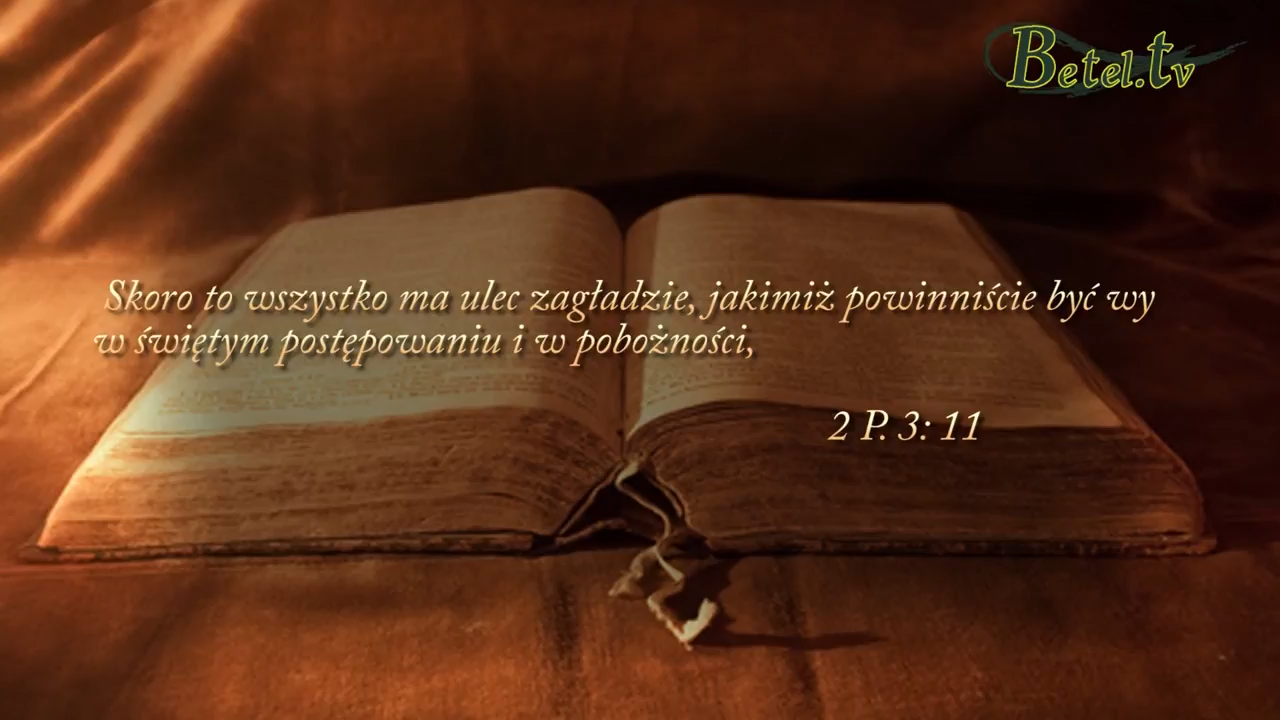 Betel.tv
Skoro to wszystko ma ulec zagładzie, jakimiż powinniście być wy
w świętym postępowaniu i w pobożności,
2 P. 3: 11